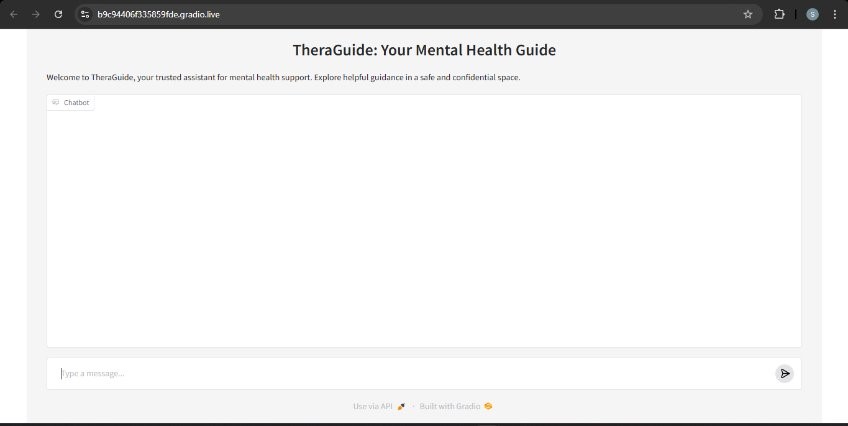 b9c94406f335859fde.gradio.live
S
TheraGuide: Your Mental Health Guide
Welcome to TheraGuide, your trusted assistant for mental health support. Explore helpful guidance in a safe and confidential space.
Chatbot
Type a message...
Use via API · Built with Gradio